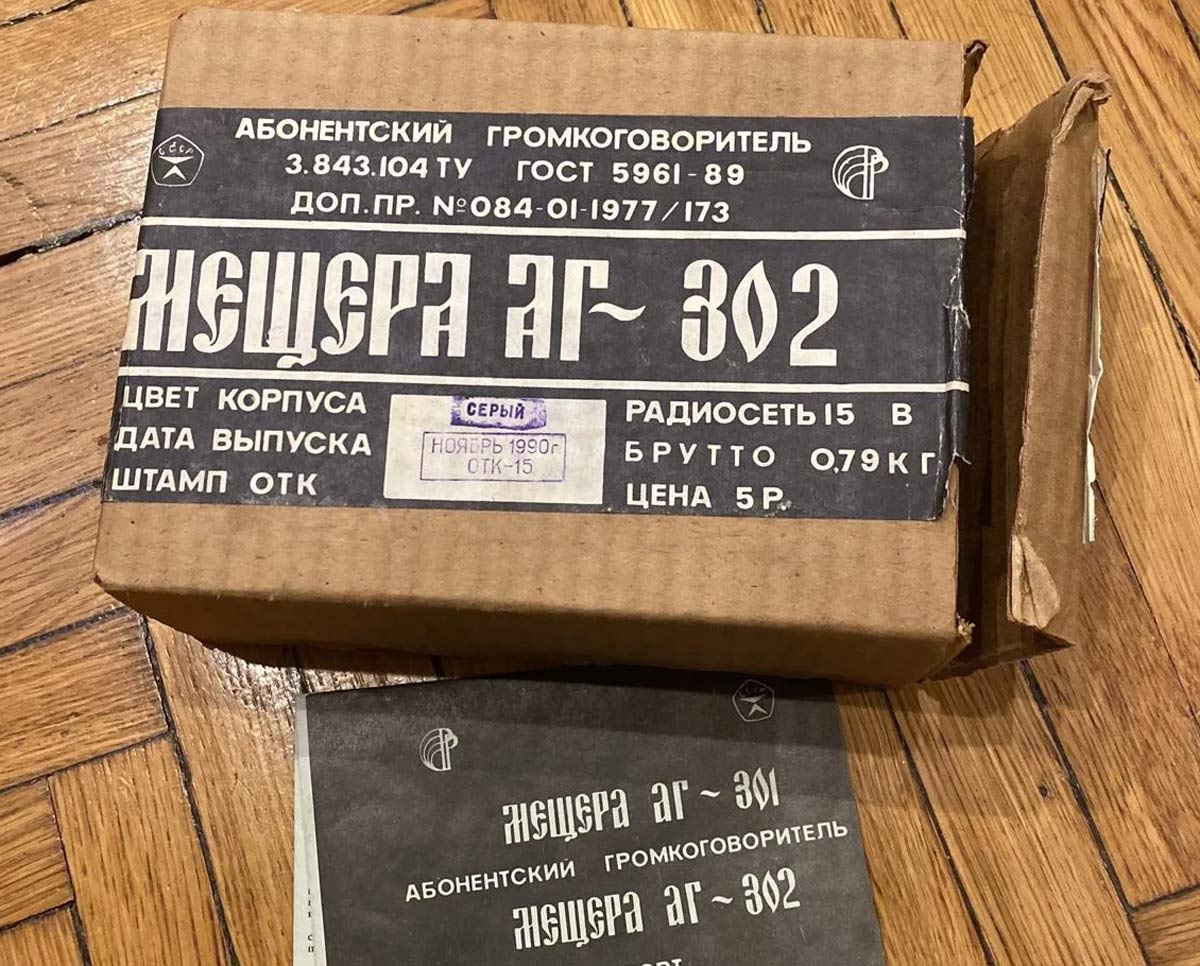 СССР
АБОНЕНТСКИЙ ГРОМКОГОВОРИТЕЛЬ
3.843.104 ТУ ГОСТ 5961-89
ДОП.ПР. №084-01-1977/173
МЕЩЕРА АГ~302
ЦВЕТ КОРПУСА СЕРЫЙ РАДИОСЕТЬ 15 В
ДАТА ВЫПУСКА НОЯБРЬ 1990г БРУТТО 0,79 КГ
ШТАМП ОТК ОТК-15 ЦЕНА 5 Р.
СССР
МЕЩЕРА АГ~301
АБОНЕНТСКИЙ ГРОМКОГОВОРИТЕЛЬ
МЕЩЕРА АГ~302